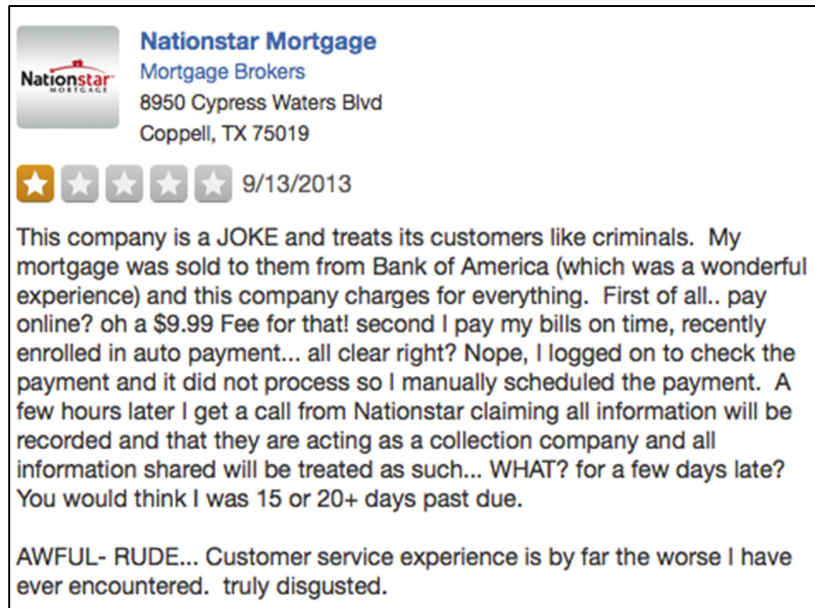 Nationstar
MORTGAGE
Nationstar Mortgage
Mortgage Brokers
8950 Cypress Waters Blvd
Coppell, TX 75019
9/13/2013
This company is a JOKE and treats its customers like criminals.  My
mortgage was sold to them from Bank of America (which was a wonderful
experience) and this company charges for everything.  First of all.. pay
online? oh a $9.99 Fee for that! second I pay my bills on time, recently
enrolled in auto payment... all clear right? Nope, I logged on to check the
payment and it did not process so I manually scheduled the payment.  A
few hours later I get a call from Nationstar claiming all information will be
recorded and that they are acting as a collection company and all
information shared will be treated as such... WHAT? for a few days late?
You would think I was 15 or 20+ days past due.
AWFUL- RUDE... Customer service experience is by far the worse I have
ever encountered.  truly disgusted.